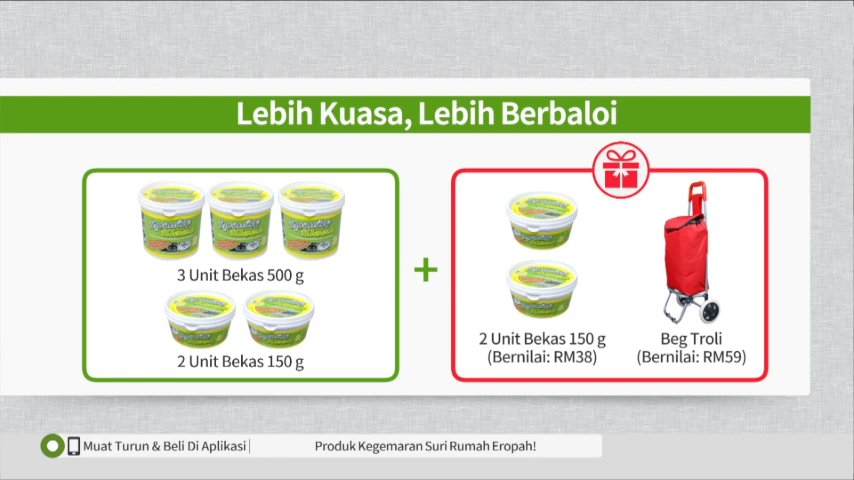 Lebih Kuasa, Lebih Berbaloi
3 Unit Bekas 500 g
2 Unit Bekas 150 g
+
2 Unit Bekas 150 g
(Bernilai: RM38)
Beg Troli
(Bernilai: RM59)
Muat Turun & Beli Di Aplikasi
Produk Kegemaran Suri Rumah Eropah!